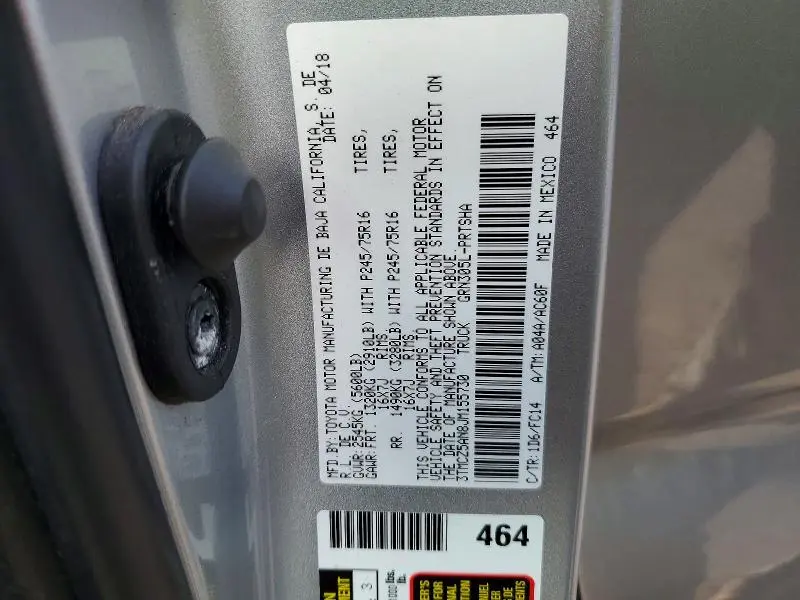 MFD.BY: TOYOTA MOTOR MANUFACTURING DE BAJA CALIFORNIA, S. DE
R.L. DE C.V. DATE: 04/18
GVWR: 2545KG (5600LB)
GAWR: FRT. 1320KG (2910LB) WITH P245/75R16 TIRES,
16X7J RIMS,
RR. 1490KG (3280LB) WITH P245/75R16 TIRES,
16X7J RIMS,
THIS VEHICLE CONFORMS TO ALL APPLICABLE FEDERAL MOTOR
VEHICLE SAFETY AND THEFT PREVENTION STANDARDS IN EFFECT ON
THE DATE OF MANUFACTURE SHOWN ABOVE.
3TMCZ5AN8JM155730 TRUCK GRN305L-PRTSHA
C/TR: 1D6/FC14 A/TM: A04A/AC60F MADE IN MEXICO 464
464
3
lbs.